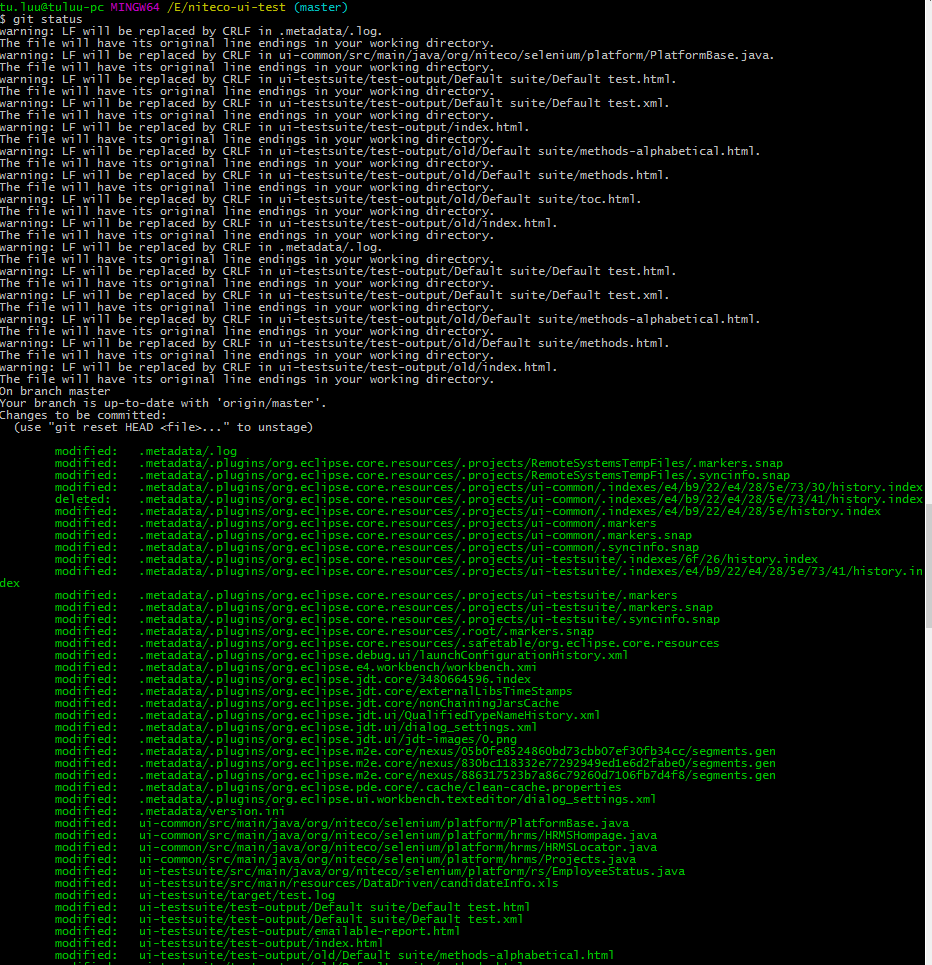 tu.luu@tuluu-pc MINGW64 /E/niteco-ui-test (master)
$ git status
warning: LF will be replaced by CRLF in .metadata/.log.
The file will have its original line endings in your working directory.
warning: LF will be replaced by CRLF in ui-common/src/main/java/org/niteco/selenium/platform/PlatformBase.java.
The file will have its original line endings in your working directory.
warning: LF will be replaced by CRLF in ui-testsuite/test-output/Default suite/Default test.html.
The file will have its original line endings in your working directory.
warning: LF will be replaced by CRLF in ui-testsuite/test-output/Default suite/Default test.xml.
The file will have its original line endings in your working directory.
warning: LF will be replaced by CRLF in ui-testsuite/test-output/index.html.
The file will have its original line endings in your working directory.
warning: LF will be replaced by CRLF in ui-testsuite/test-output/old/Default suite/methods-alphabetical.html.
The file will have its original line endings in your working directory.
warning: LF will be replaced by CRLF in ui-testsuite/test-output/old/Default suite/methods.html.
The file will have its original line endings in your working directory.
warning: LF will be replaced by CRLF in ui-testsuite/test-output/old/Default suite/toc.html.
The file will have its original line endings in your working directory.
warning: LF will be replaced by CRLF in ui-testsuite/test-output/old/index.html.
The file will have its original line endings in your working directory.
warning: LF will be replaced by CRLF in .metadata/.log.
The file will have its original line endings in your working directory.
warning: LF will be replaced by CRLF in ui-testsuite/test-output/Default suite/Default test.html.
The file will have its original line endings in your working directory.
warning: LF will be replaced by CRLF in ui-testsuite/test-output/Default suite/Default test.xml.
The file will have its original line endings in your working directory.
warning: LF will be replaced by CRLF in ui-testsuite/test-output/old/Default suite/methods-alphabetical.html.
The file will have its original line endings in your working directory.
warning: LF will be replaced by CRLF in ui-testsuite/test-output/old/Default suite/methods.html.
The file will have its original line endings in your working directory.
warning: LF will be replaced by CRLF in ui-testsuite/test-output/old/index.html.
The file will have its original line endings in your working directory.
On branch master
Your branch is up-to-date with 'origin/master'.
Changes to be committed:
  (use "git reset HEAD <file>..." to unstage)

        modified:   .metadata/.log
        modified:   .metadata/.plugins/org.eclipse.core.resources/.projects/RemoteSystemsTempFiles/.markers.snap
        modified:   .metadata/.plugins/org.eclipse.core.resources/.projects/RemoteSystemsTempFiles/.syncinfo.snap
        modified:   .metadata/.plugins/org.eclipse.core.resources/.projects/ui-common/.indexes/e4/b9/22/e4/28/5e/73/30/history.index
        deleted:    .metadata/.plugins/org.eclipse.core.resources/.projects/ui-common/.indexes/e4/b9/22/e4/28/5e/73/41/history.index
        modified:   .metadata/.plugins/org.eclipse.core.resources/.projects/ui-common/.indexes/e4/b9/22/e4/28/5e/history.index
        modified:   .metadata/.plugins/org.eclipse.core.resources/.projects/ui-common/.markers
        modified:   .metadata/.plugins/org.eclipse.core.resources/.projects/ui-common/.markers.snap
        modified:   .metadata/.plugins/org.eclipse.core.resources/.projects/ui-common/.syncinfo.snap
        modified:   .metadata/.plugins/org.eclipse.core.resources/.projects/ui-testsuite/.indexes/6f/26/history.index
        modified:   .metadata/.plugins/org.eclipse.core.resources/.projects/ui-testsuite/.indexes/e4/b9/22/e4/28/5e/73/41/history.in
dex
        modified:   .metadata/.plugins/org.eclipse.core.resources/.projects/ui-testsuite/.markers
        modified:   .metadata/.plugins/org.eclipse.core.resources/.projects/ui-testsuite/.markers.snap
        modified:   .metadata/.plugins/org.eclipse.core.resources/.projects/ui-testsuite/.syncinfo.snap
        modified:   .metadata/.plugins/org.eclipse.core.resources/.root/.markers.snap
        modified:   .metadata/.plugins/org.eclipse.core.resources/.safetable/org.eclipse.core.resources
        modified:   .metadata/.plugins/org.eclipse.debug.ui/launchConfigurationHistory.xml
        modified:   .metadata/.plugins/org.eclipse.e4.workbench/workbench.xmi
        modified:   .metadata/.plugins/org.eclipse.jdt.core/3480664596.index
        modified:   .metadata/.plugins/org.eclipse.jdt.core/externalLibsTimeStamps
        modified:   .metadata/.plugins/org.eclipse.jdt.core/nonChainingJarsCache
        modified:   .metadata/.plugins/org.eclipse.jdt.ui/QualifiedTypeNameHistory.xml
        modified:   .metadata/.plugins/org.eclipse.jdt.ui/dialog_settings.xml
        modified:   .metadata/.plugins/org.eclipse.jdt.ui/jdt-images/0.png
        modified:   .metadata/.plugins/org.eclipse.m2e.core/nexus/05b0fe8524860bd73cbb07ef30fb34cc/segments.gen
        modified:   .metadata/.plugins/org.eclipse.m2e.core/nexus/830bc118332e77292949ed1e6d2fabe0/segments.gen
        modified:   .metadata/.plugins/org.eclipse.m2e.core/nexus/886317523b7a86c79260d7106fb7d4f8/segments.gen
        modified:   .metadata/.plugins/org.eclipse.pde.core/.cache/clean-cache.properties
        modified:   .metadata/.plugins/org.eclipse.ui.workbench.texteditor/dialog_settings.xml
        modified:   .metadata/version.ini
        modified:   ui-common/src/main/java/org/niteco/selenium/platform/PlatformBase.java
        modified:   ui-common/src/main/java/org/niteco/selenium/platform/hrms/HRMSHompage.java
        modified:   ui-common/src/main/java/org/niteco/selenium/platform/hrms/HRMSLocator.java
        modified:   ui-common/src/main/java/org/niteco/selenium/platform/hrms/Projects.java
        modified:   ui-testsuite/src/main/java/org/niteco/selenium/platform/rs/EmployeeStatus.java
        modified:   ui-testsuite/src/main/resources/DataDriven/candidateInfo.xls
        modified:   ui-testsuite/target/test.log
        modified:   ui-testsuite/test-output/Default suite/Default test.html
        modified:   ui-testsuite/test-output/Default suite/Default test.xml
        modified:   ui-testsuite/test-output/emailable-report.html
        modified:   ui-testsuite/test-output/index.html
        modified:   ui-testsuite/test-output/old/Default suite/methods-alphabetical.html